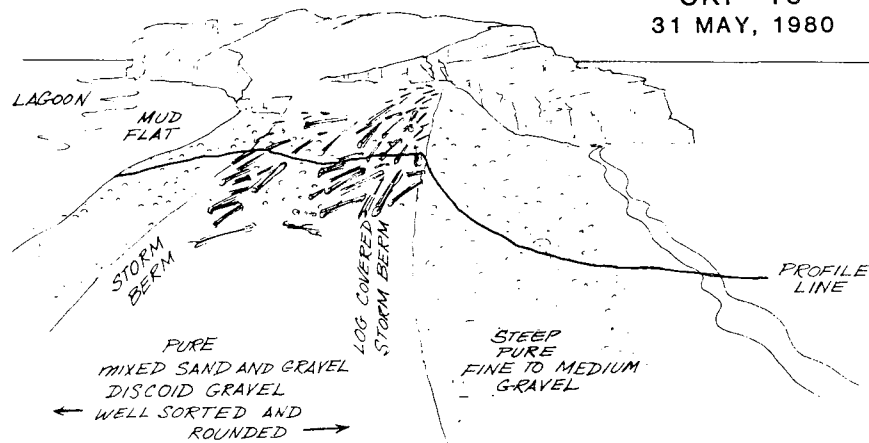 31 MAY, 1980
LAGOON
MUD
FLAT
STORM
BERM
LOG COVERED
STORM BERM
PROFILE
LINE
PURE
MIXED SAND AND GRAVEL
DISCOID GRAVEL
← WELL SORTED AND
ROUNDED →
STEEP
PURE
FINE TO MEDIUM
GRAVEL